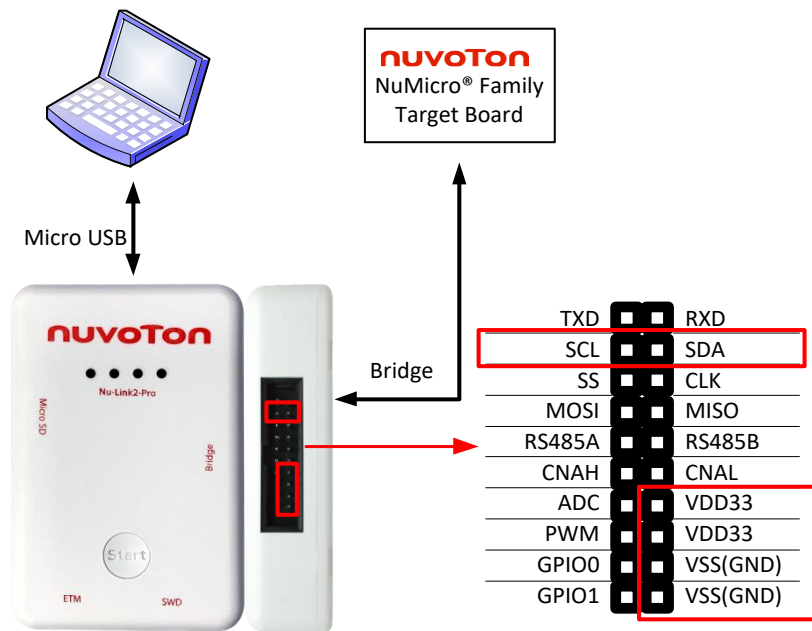 nuvoTon
NuMicro® Family
Target Board
Micro USB
nuvoTon
Nu-Link2-Pro
Micro SD
Bridge
Start
ETM
SWD
Bridge
TXD RXD
SCL SDA
SS CLK
MOSI MISO
RS485A RS485B
CNAH CNAL
ADC VDD33
PWM VDD33
GPIO0 VSS(GND)
GPIO1 VSS(GND)